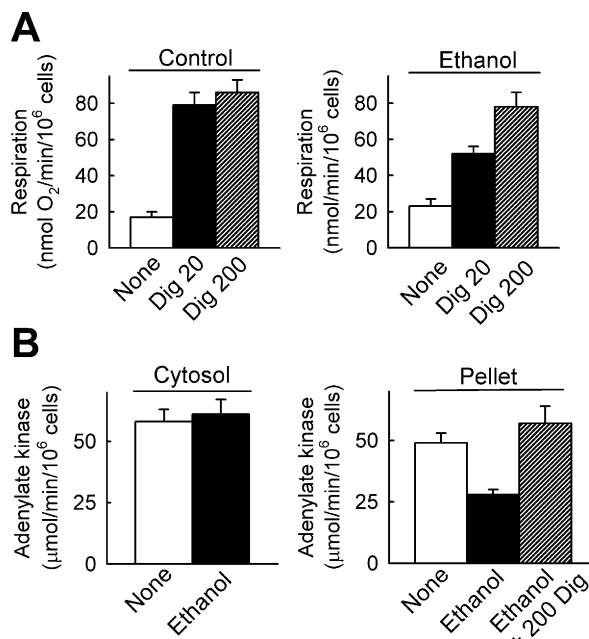 A
Control
Respiration
(nmol O2/min/10^6 cells)
80
60
40
20
0
None
Dig 20
Dig 200
Ethanol
Respiration
(nmol/min/10^6 cells)
80
60
40
20
0
None
Dig 20
Dig 200
B
Cytosol
Adenylate kinase
(μmol/min/10^6 cells)
50
25
0
None
Ethanol
Pellet
Adenylate kinase
(μmol/min/10^6 cells)
50
25
0
None
Ethanol
Ethanol
200 Dig